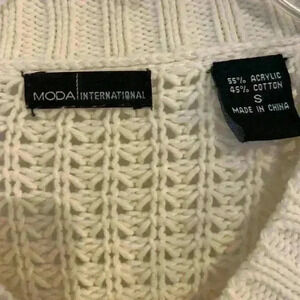 MODA INTERNATIONAL
55% ACRYLIC
45% COTTON
S
MADE IN CHINA